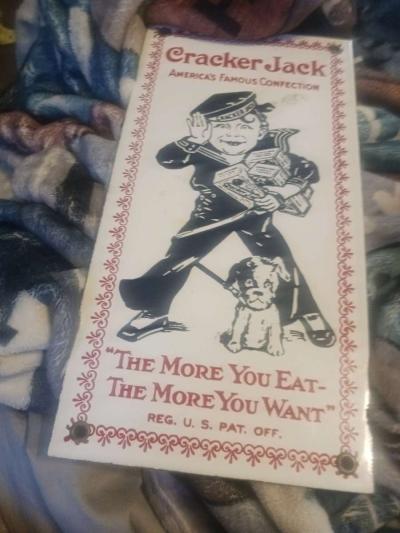 Cracker Jack
AMERICA'S FAMOUS CONFECTION
"THE MORE YOU EAT-
THE MORE YOU WANT"
REG. U. S. PAT. OFF.